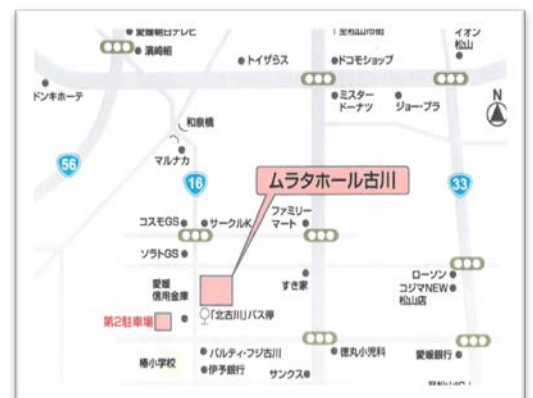 愛媛朝日テレビ
濱崎組
トイザらス
ドコモショップ
イオン
松山
ドンキホーテ
ミスター
ドーナツ
ジョー・プラ
N
和泉橋
マルナカ
56
16
ムラタホール古川
33
コスモGS
サークルK
ファミリー
マート
ソラトGS
愛媛
信用金庫
すき家
ローソン
コジマNEW
松山店
第2駐車場
「北古川」バス停
椿小学校
パルティ・フジ古川
伊予銀行
サンクス
徳丸小児科
愛媛銀行